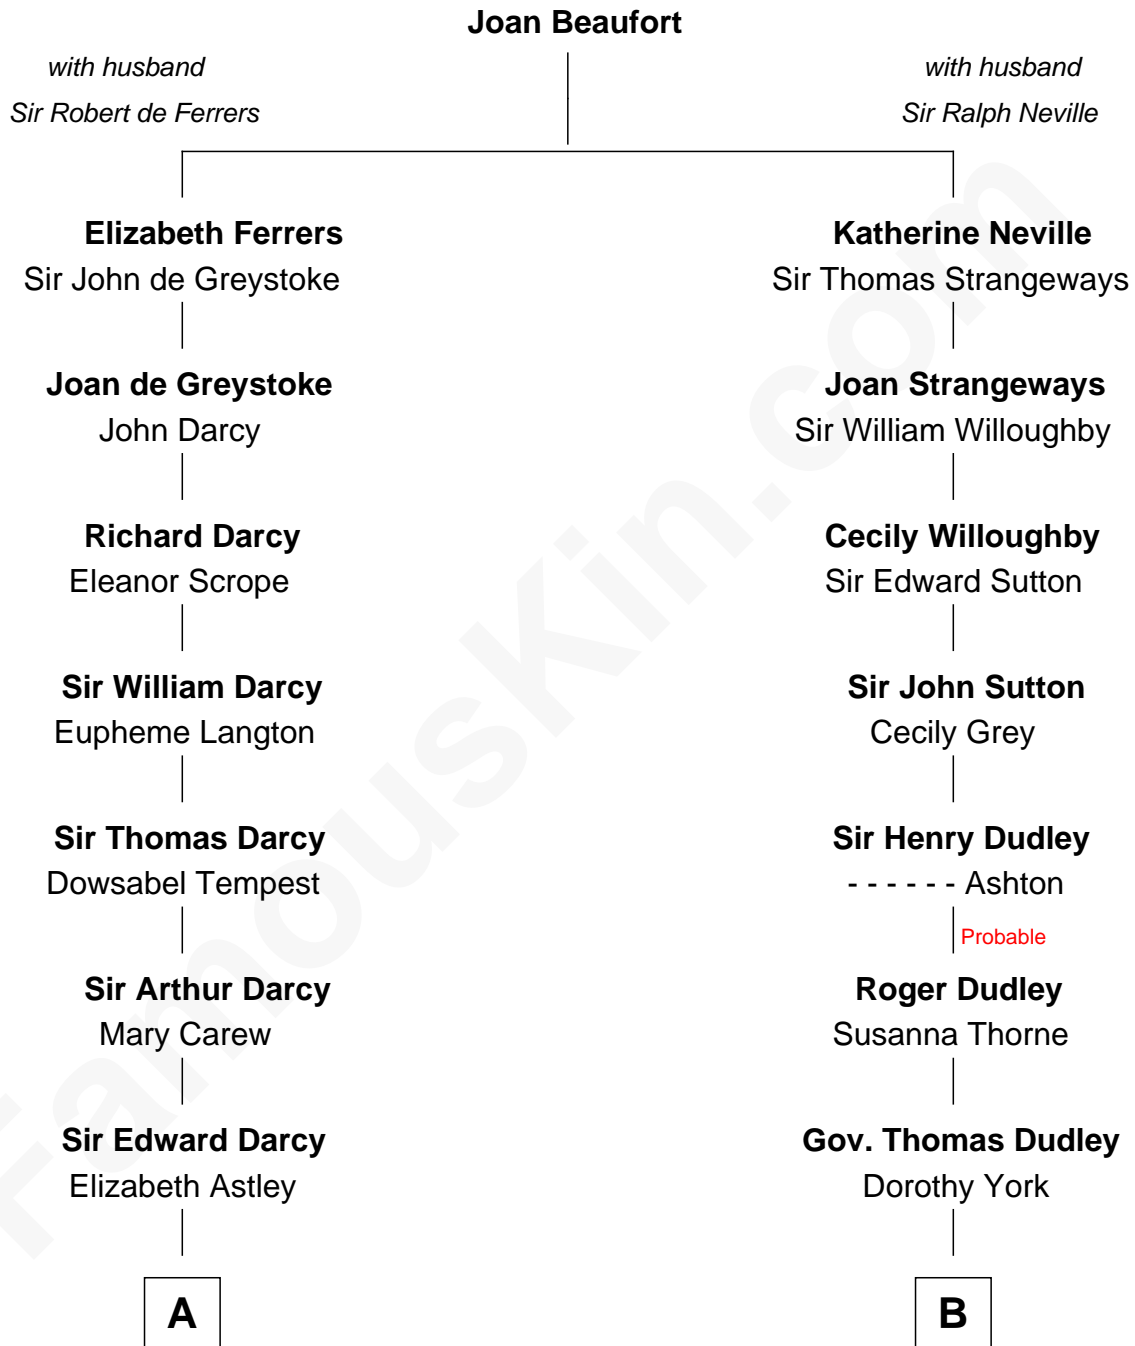 Joan Beaufort
with husband
Sir Robert de Ferrers
with husband
Sir Ralph Neville
Elizabeth Ferrers
Sir John de Greystoke
Katherine Neville
Sir Thomas Strangeways
Joan de Greystoke
John Darcy
Joan Strangeways
Sir William Willoughby
Richard Darcy
Eleanor Scrope
Cecily Willoughby
Sir Edward Sutton
Sir William Darcy
Eupheme Langton
Sir John Sutton
Cecily Grey
Sir Thomas Darcy
Dowsabel Tempest
Sir Henry Dudley
- - - - - - Ashton
Probable
Sir Arthur Darcy
Mary Carew
Roger Dudley
Susanna Thorne
Sir Edward Darcy
Elizabeth Astley
Gov. Thomas Dudley
Dorothy York
A
B
FamousKin.com